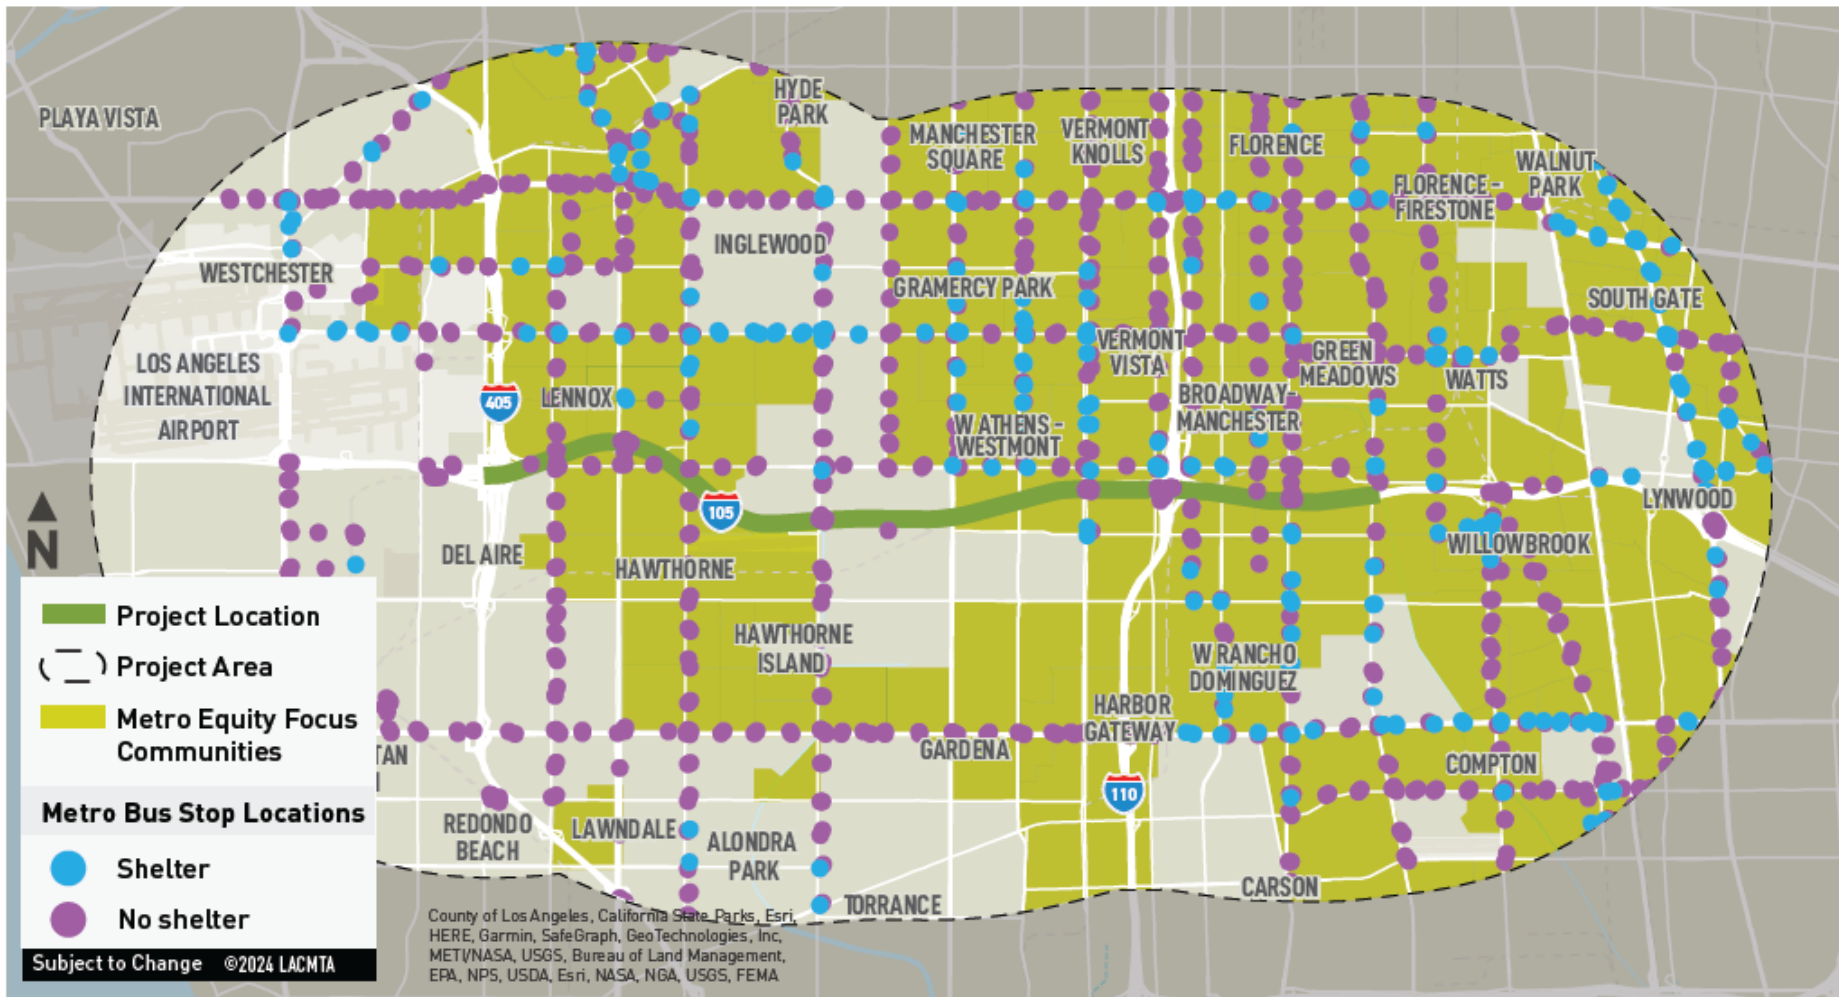 PLAYA VISTA
HYDE
PARK
MANCHESTER
SQUARE
VERMONT
KNOLLS
FLORENCE
WALNUT
PARK
FLORENCE -
FIRESTONE
INGLEWOOD
WESTCHESTER
GRAMERCY PARK
SOUTH GATE
LOS ANGELES
INTERNATIONAL
AIRPORT
VERMONT
VISTA
GREEN
MEADOWS
WATTS
405
LENNOX
BROADWAY-
MANCHESTER
W ATHENS -
WESTMONT
105
LYNWOOD
N
DEL AIRE
HAWTHORNE
WILLOWBROOK
HAWTHORNE
ISLAND
W RANCHO
DOMINGUEZ
HARBOR
GATEWAY
GARDENA
COMPTON
TAN
110
REDONDO
BEACH
LAWNDALE
ALONDRA
PARK
CARSON
TORRANCE
Project Location
Project Area
Metro Equity Focus
Communities
Metro Bus Stop Locations
Shelter
No shelter
Subject to Change ©2024 LACMTA
County of Los Angeles, California State Parks, Esri,
HERE, Garmin, SafeGraph, GeoTechnologies, Inc,
METI/NASA, USGS, Bureau of Land Management,
EPA, NPS, USDA, Esri, NASA, NGA, USGS, FEMA